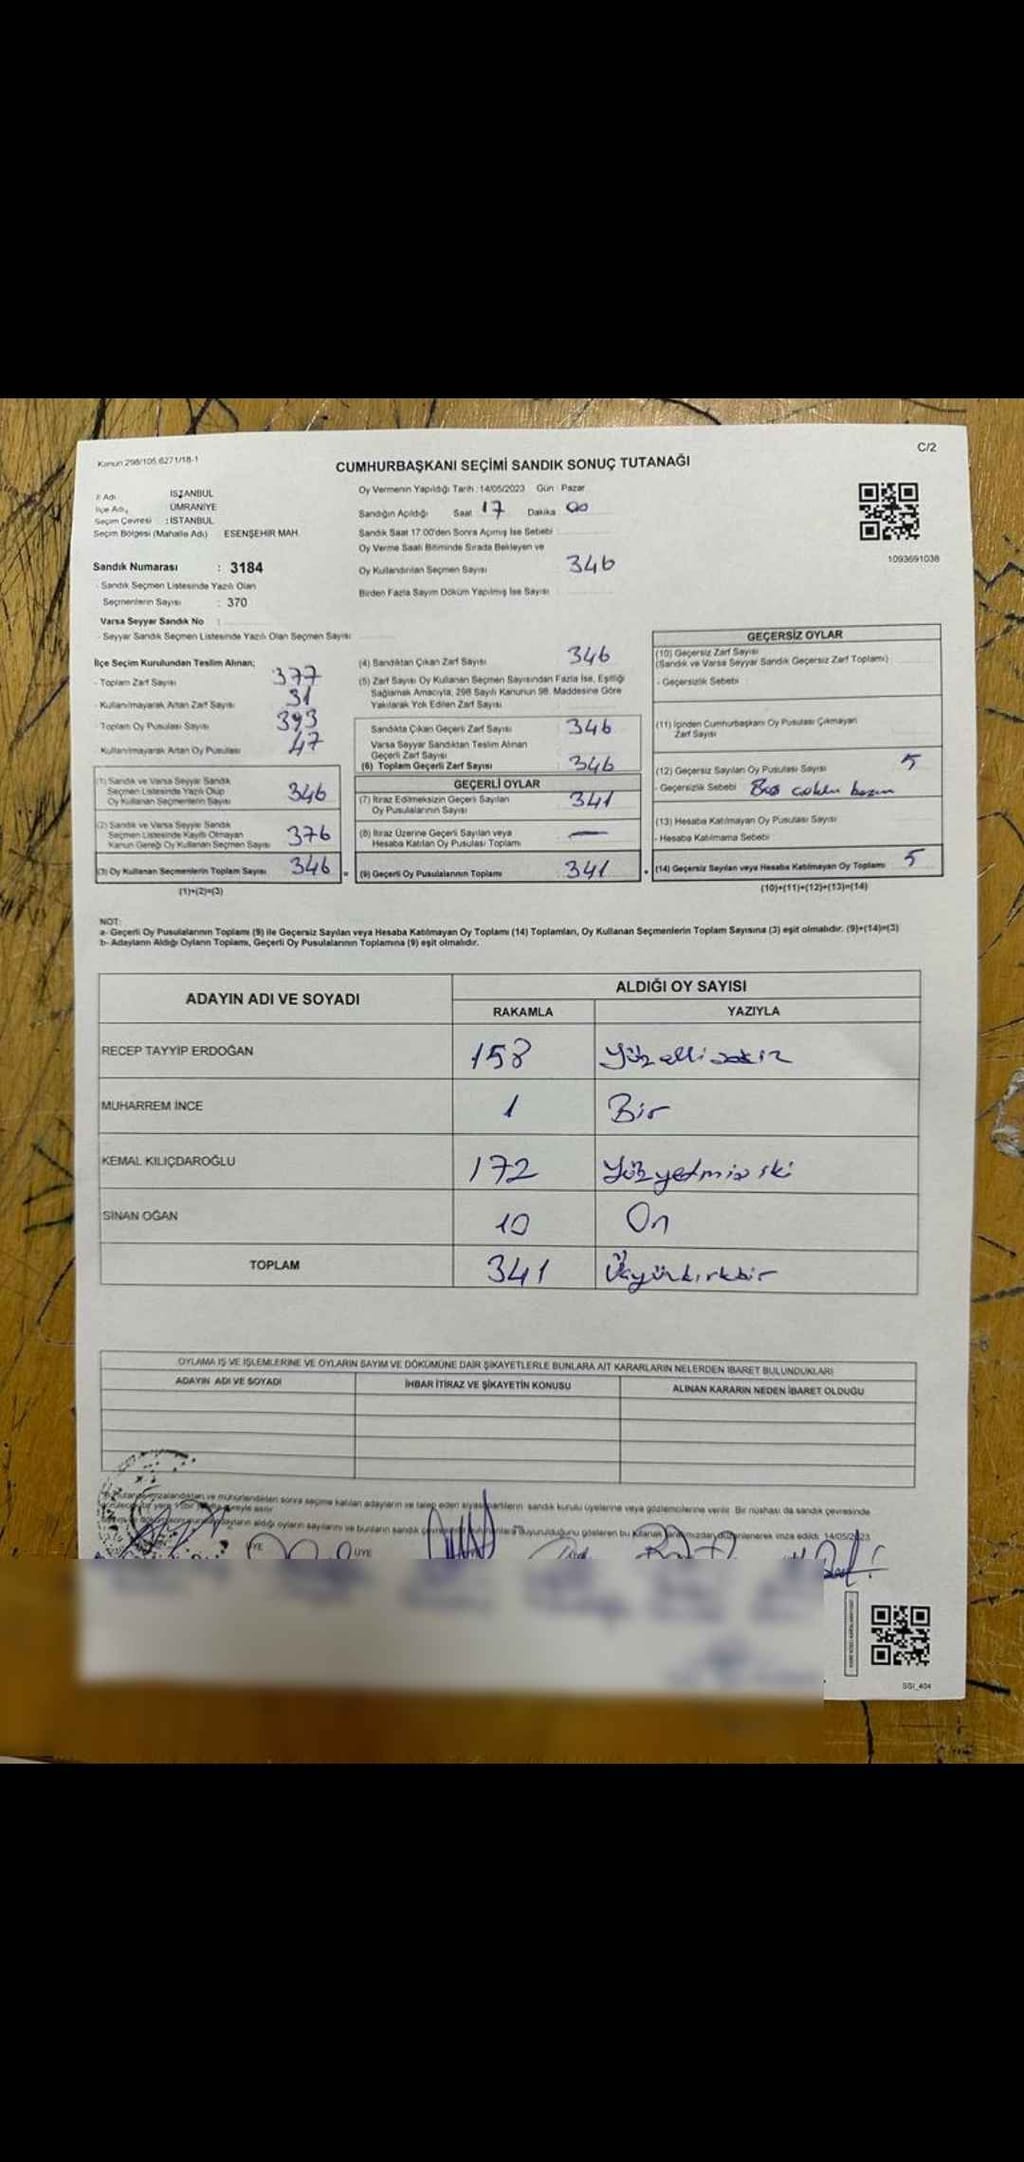 C/2
Kanun 298/105.6271/18-1
CUMHURBAŞKANI SEÇİMİ SANDIK SONUÇ TUTANAĞI
İl Adı İSTANBUL
İlçe Adı ÜMRANİYE
Seçim Çevresi : İSTANBUL
Seçim Bölgesi (Mahalle Adı) ESENŞEHİR MAH.
Sandık Numarası : 3184
- Sandık Seçmen Listesinde Yazılı Olan
Seçmenlerin Sayısı : 370
Varsa Seyyar Sandık No :
- Seyyar Sandık Seçmen Listesinde Yazılı Olan Seçmen Sayısı
Oy Vermenin Yapıldığı Tarih : 14/05/2023 Gün : Pazar
Sandığın Açıldığı Saat 17 Dakika 00
Sandık Saat 17.00'den Sonra Açılmış İse Sebebi
Oy Verme Saati Bitiminde Sırada Bekleyen ve
Oy Kullandırılan Seçmen Sayısı 346
Birden Fazla Sayım Döküm Yapılmış İse Sayısı
1093691038
İlçe Seçim Kurulundan Teslim Alınan;
- Toplam Zarf Sayısı 377
- Kullanılmayarak Artan Zarf Sayısı 31
Toplam Oy Pusulası Sayısı 393
Kullanılmayarak Artan Oy Pusulası 47
(1) Sandık ve Varsa Seyyar Sandık
Seçmen Listesinde Yazılı Olup
Oy Kullanan Seçmenlerin Sayısı 346
(2) Sandık ve Varsa Seyyar Sandık
Seçmen Listesinde Kayıtlı Olmayan
Kanun Gereği Oy Kullanan Seçmen Sayısı 376
(3) Oy Kullanan Seçmenlerin Toplam Sayısı 346
(1)+(2)=(3)
(4) Sandıktan Çıkan Zarf Sayısı 346
(5) Zarf Sayısı Oy Kullanan Seçmen Sayısından Fazla İse, Eşitliği
Sağlamak Amacıyla, 298 Sayılı Kanunun 98. Maddesine Göre
Yakılarak Yok Edilen Zarf Sayısı
Sandıkta Çıkan Geçerli Zarf Sayısı 346
Varsa Seyyar Sandıktan Teslim Alınan
Geçerli Zarf Sayısı
(6) Toplam Geçerli Zarf Sayısı 346
GEÇERLİ OYLAR
(7) İtiraz Edilmeksizin Geçerli Sayılan
Oy Pusulalarının Sayısı 341
(8) İtiraz Üzerine Geçerli Sayılan veya
Hesaba Katılan Oy Pusulası Toplamı —
(9) Geçerli Oy Pusulalarının Toplamı 341
GEÇERSİZ OYLAR
(10) Geçersiz Zarf Sayısı
(Sandık ve Varsa Seyyar Sandık Geçersiz Zarf Toplamı)
- Geçersizlik Sebebi
(11) İçinden Cumhurbaşkanı Oy Pusulası Çıkmayan
Zarf Sayısı
(12) Geçersiz Sayılan Oy Pusulası Sayısı 5
- Geçersizlik Sebebi
(13) Hesaba Katılmayan Oy Pusulası Sayısı
- Hesaba Katılmama Sebebi
(14) Geçersiz Sayılan veya Hesaba Katılmayan Oy Toplamı 5
(10)+(11)+(12)+(13)=(14)
NOT:
a- Geçerli Oy Pusulalarının Toplamı (9) ile Geçersiz Sayılan veya Hesaba Katılmayan Oy Toplamı (14) Toplamları, Oy Kullanan Seçmenlerin Toplam Sayısına (3) eşit olmalıdır. (9)+(14)=(3)
b- Adayların Aldığı Oyların Toplamı, Geçerli Oy Pusulalarının Toplamına (9) eşit olmalıdır.
ADAYIN ADI VE SOYADI ALDIĞI OY SAYISI
RAKAMLA YAZIYLA
RECEP TAYYİP ERDOĞAN 158 Yüzellisekiz
MUHARREM İNCE 1 Bir
KEMAL KILIÇDAROĞLU 172 Yüzyetmişiki
SİNAN OĞAN 10 On
TOPLAM 341 Üçyüzkırkbir
OYLAMA İŞ VE İŞLEMLERİNE VE OYLARIN SAYIM VE DÖKÜMÜNE DAİR ŞİKAYETLERLE BUNLARA AİT KARARLARIN NELERDEN İBARET BULUNDUKLARI
ADAYIN ADI VE SOYADI İHBAR İTİRAZ VE ŞİKAYETİN KONUSU ALINAN KARARIN NEDEN İBARET OLDUĞU
imzalandıktan ve mühürlendikten sonra seçime katılan adayların ve talep eden siyasi partilerin sandık kurulu üyelerine veya gözlemcilerine verilir. Bir nüshası da sandık çevresinde
adayların aldığı oyların sayılarını ve bunların sandık duyurulduğunu gösteren bu tutanak tarafımızdan düzenlenerek imza edildi. 14/05/2023
ÜYE ÜYE
SSI_404